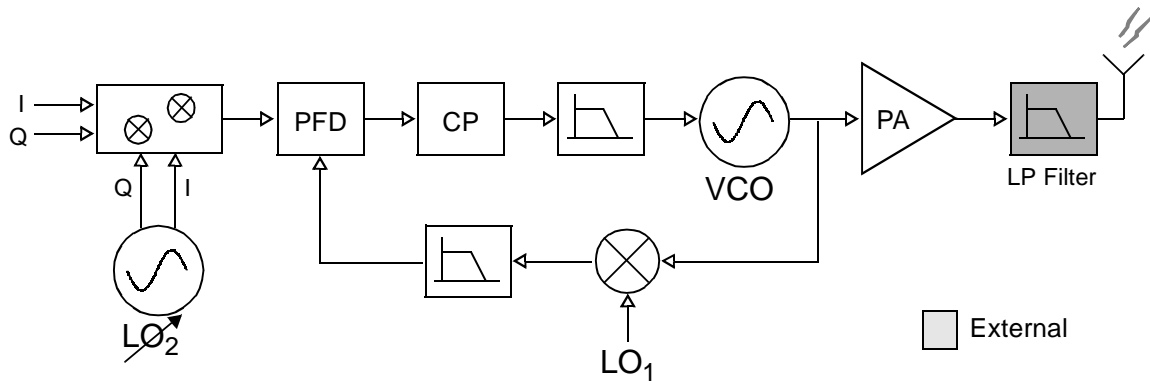 I
Q
PFD
CP
VCO
PA
LP Filter
Q
I
LO₂
LO₁
External